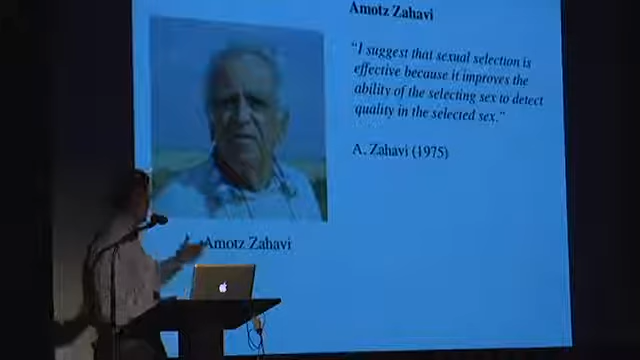 Amotz Zahavi
"I suggest that sexual selection is
effective because it improves the
ability of the selecting sex to detect
quality in the selected sex."
A. Zahavi (1975)
Amotz Zahavi